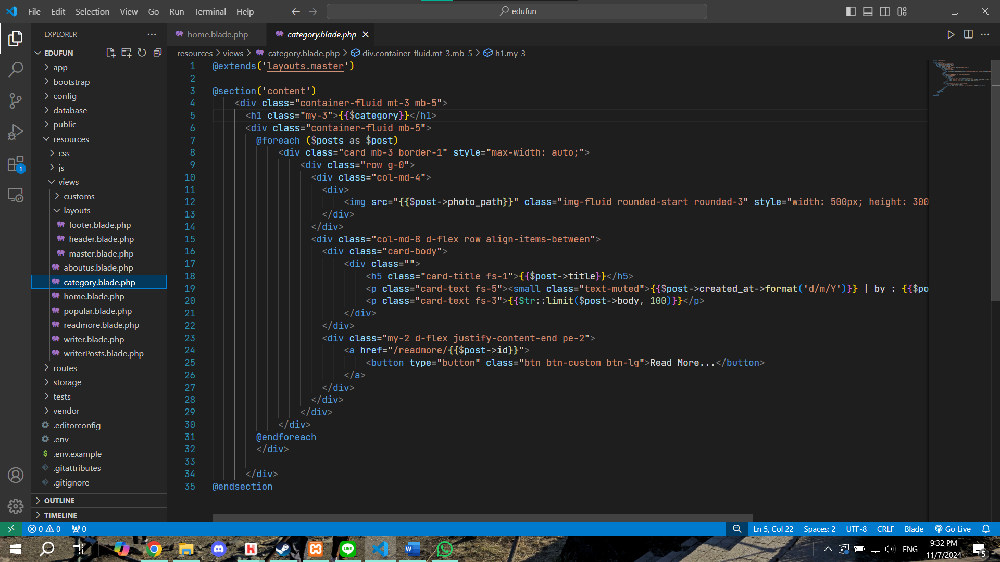 File Edit Selection View Go Run Terminal Help
edufun
EXPLORER
EDUFUN
app
bootstrap
config
database
public
resources
css
js
views
customs
layouts
footer.blade.php
header.blade.php
master.blade.php
aboutus.blade.php
category.blade.php
home.blade.php
popular.blade.php
readmore.blade.php
writer.blade.php
writerPosts.blade.php
routes
storage
tests
vendor
.editorconfig
.env
.env.example
.gitattributes
.gitignore
OUTLINE
TIMELINE
1
home.blade.php category.blade.php
resources views category.blade.php div.container-fluid.mt-3.mb-5 h1.my-3
1 @extends('layouts.master')
2
3 @section('content')
4 <div class="container-fluid mt-3 mb-5">
5 <h1 class="my-3">{{$category}}</h1>
6 <div class="container-fluid mb-5">
7 @foreach ($posts as $post)
8 <div class="card mb-3 border-1" style="max-width: auto;">
9 <div class="row g-0">
10 <div class="col-md-4">
11 <div>
12 <img src="{{$post->photo_path}}" class="img-fluid rounded-start rounded-3" style="width: 500px; height: 300
13 </div>
14 </div>
15 <div class="col-md-8 d-flex row align-items-between">
16 <div class="card-body">
17 <div class="">
18 <h5 class="card-title fs-1">{{$post->title}}</h5>
19 <p class="card-text fs-5"><small class="text-muted">{{$post->created_at->format('d/m/Y')}} | by : {{$po
20 <p class="card-text fs-3">{{Str::limit($post->body, 100)}}</p>
21 </div>
22 </div>
23 <div class="my-2 d-flex justify-content-end pe-2">
24 <a href="/readmore/{{$post->id}}">
25 <button type="button" class="btn btn-custom btn-lg">Read More...</button>
26 </a>
27 </div>
28 </div>
29 </div>
30 </div>
31 @endforeach
32 </div>
33
34 </div>
35 @endsection
0 0 0 Ln 5, Col 22 Spaces: 2 UTF-8 CRLF Blade Go Live
ENG
9:32 PM
11/7/2024
5